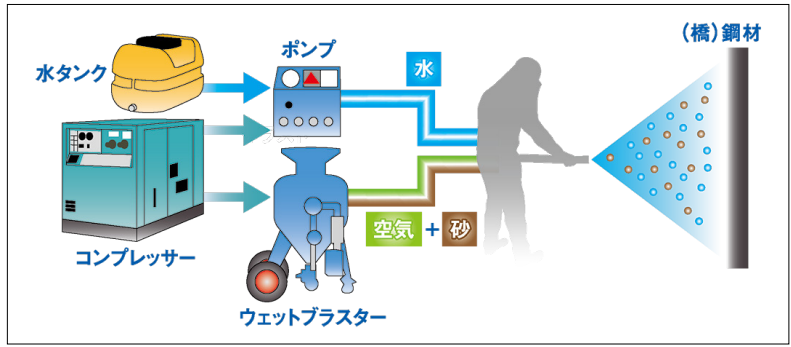 (橋)鋼材
ポンプ
水タンク
水
コンプレッサー
空気 + 砂
ウェットブラスター